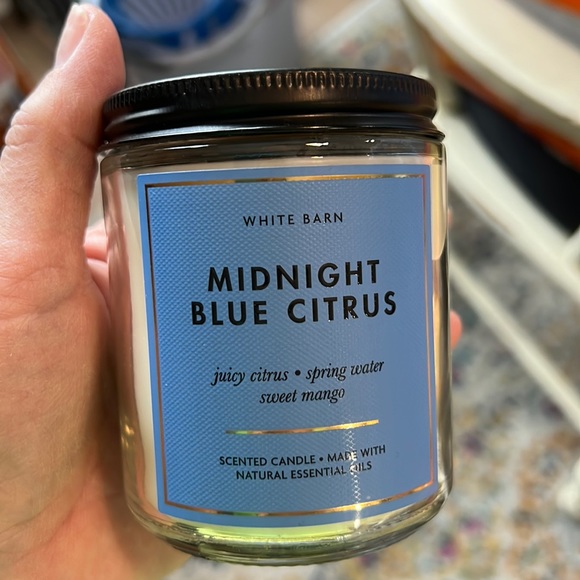 WHITE BARN
MIDNIGHT
BLUE CITRUS
juicy citrus • spring water
sweet mango
SCENTED CANDLE • MADE WITH
NATURAL ESSENTIAL OILS